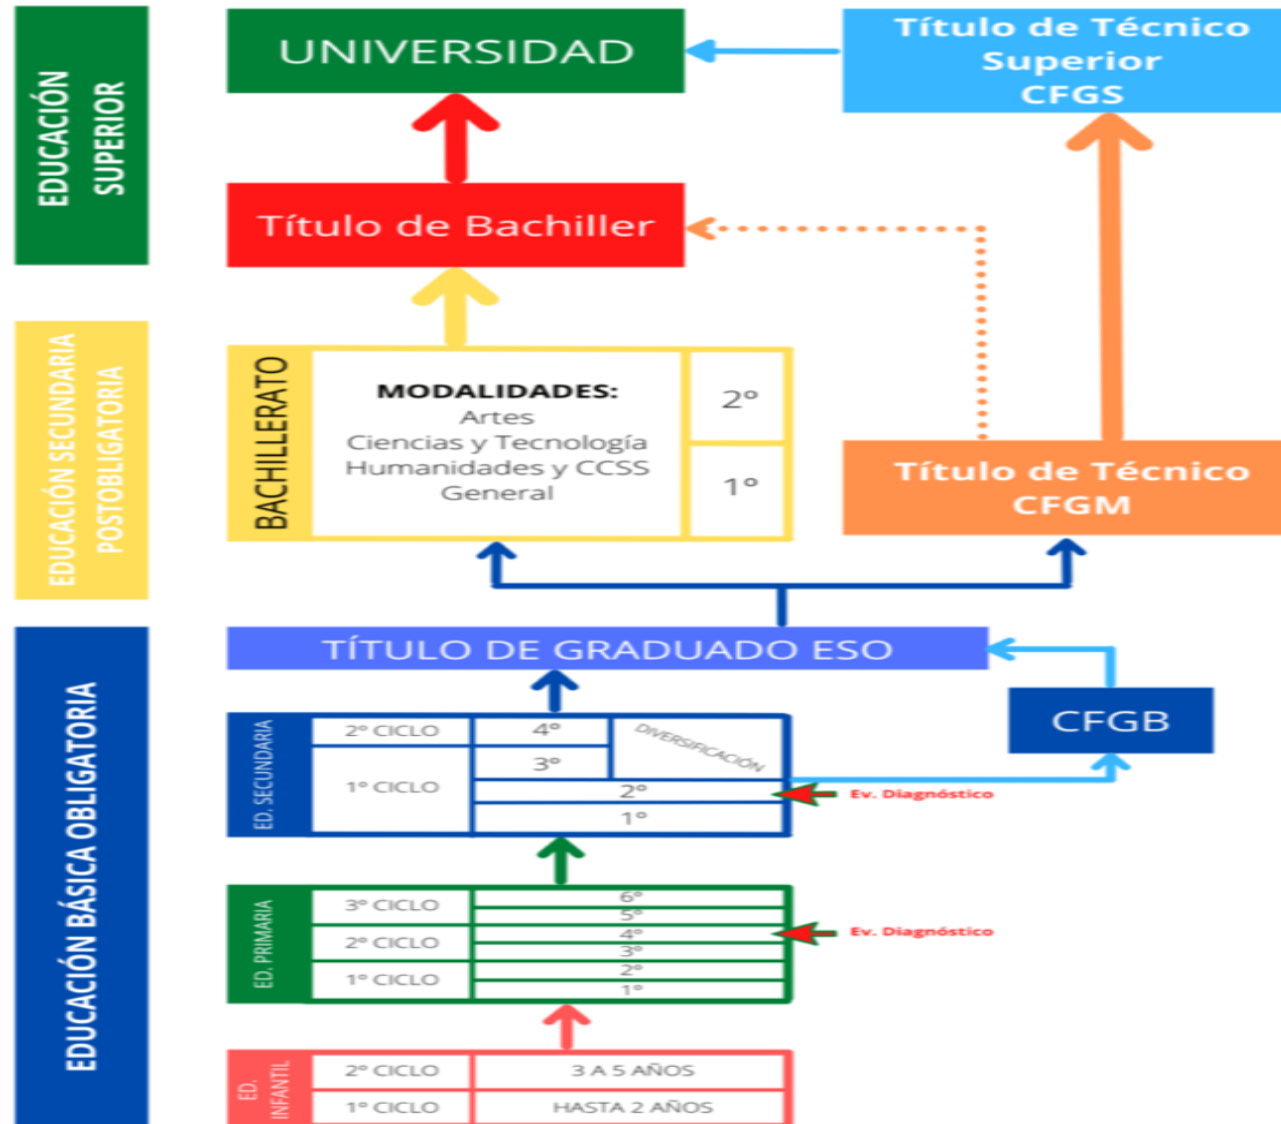 EDUCACIÓN
SUPERIOR
UNIVERSIDAD
Título de Técnico
Superior
CFGS
Título de Bachiller
EDUCACIÓN SECUNDARIA
POSTOBLIGATORIA
BACHILLERATO
MODALIDADES:
Artes
Ciencias y Tecnología
Humanidades y CCSS
General
2º
1º
Título de Técnico
CFGM
EDUCACIÓN BÁSICA OBLIGATORIA
TÍTULO DE GRADUADO ESO
CFGB
ED. SECUNDARIA
2º CICLO
4º
DIVERSIFICACIÓN
3º
1º CICLO
2º
Ev. Diagnóstico
1º
ED. PRIMARIA
3º CICLO
6º
5º
2º CICLO
4º
Ev. Diagnóstico
3º
1º CICLO
2º
1º
ED.
INFANTIL
2º CICLO
3 A 5 AÑOS
1º CICLO
HASTA 2 AÑOS